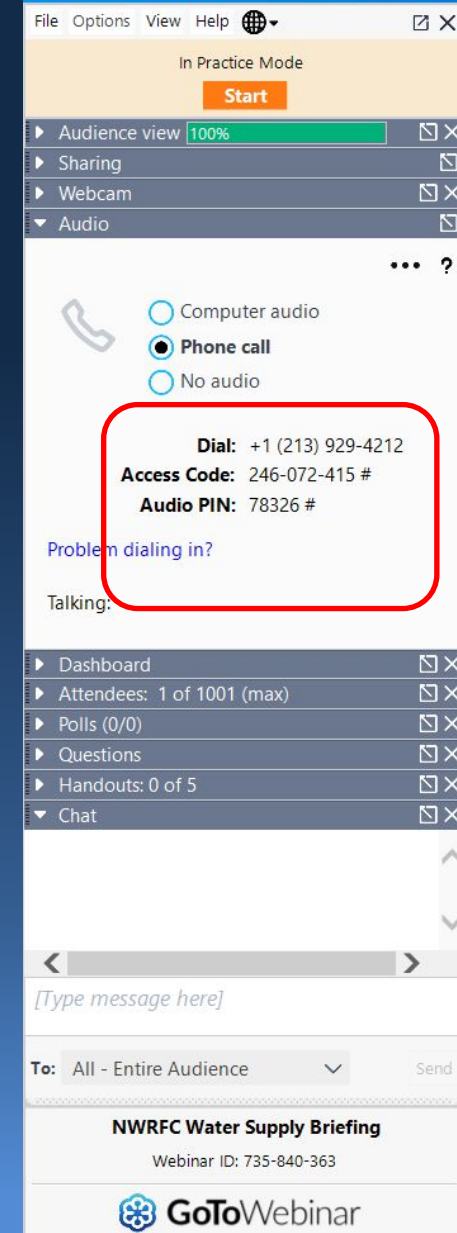 File Options View Help
In Practice Mode
Start
Audience view 100%
Sharing
Webcam
Audio
... ?
Computer audio
Phone call
No audio
Dial: +1 (213) 929-4212
Access Code: 246-072-415 #
Audio PIN: 78326 #
Problem dialing in?
Talking:
Dashboard
Attendees: 1 of 1001 (max)
Polls (0/0)
Questions
Handouts: 0 of 5
Chat
[Type message here]
To: All - Entire Audience Send
NWRFC Water Supply Briefing
Webinar ID: 735-840-363
GoToWebinar